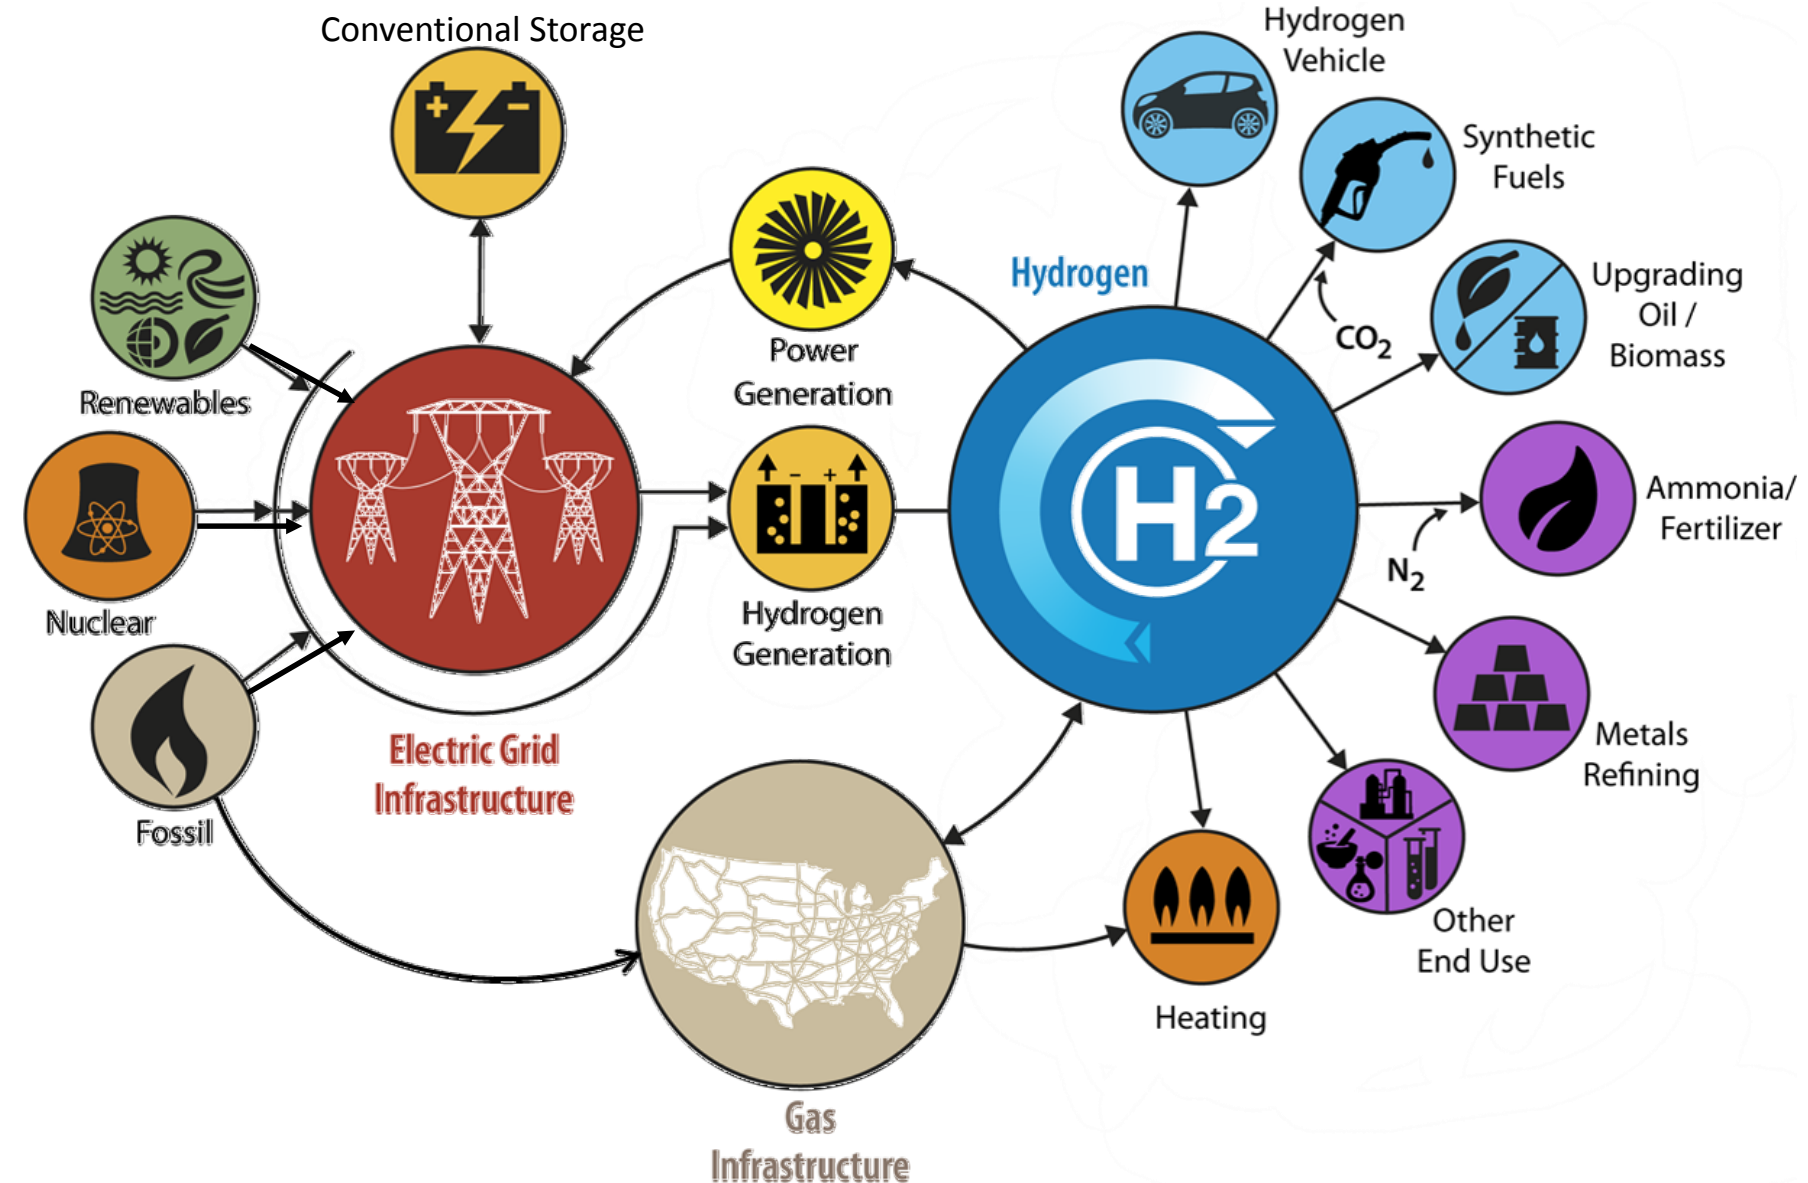 Conventional Storage
Hydrogen
Vehicle
Synthetic
Fuels
Hydrogen
Upgrading
Oil /
Biomass
CO2
Power
Generation
Renewables
+ -
- +
H2
Ammonia/
Fertilizer
N2
Nuclear
Hydrogen
Generation
Metals
Refining
Electric Grid
Infrastructure
Fossil
Other
End Use
Heating
Gas
Infrastructure